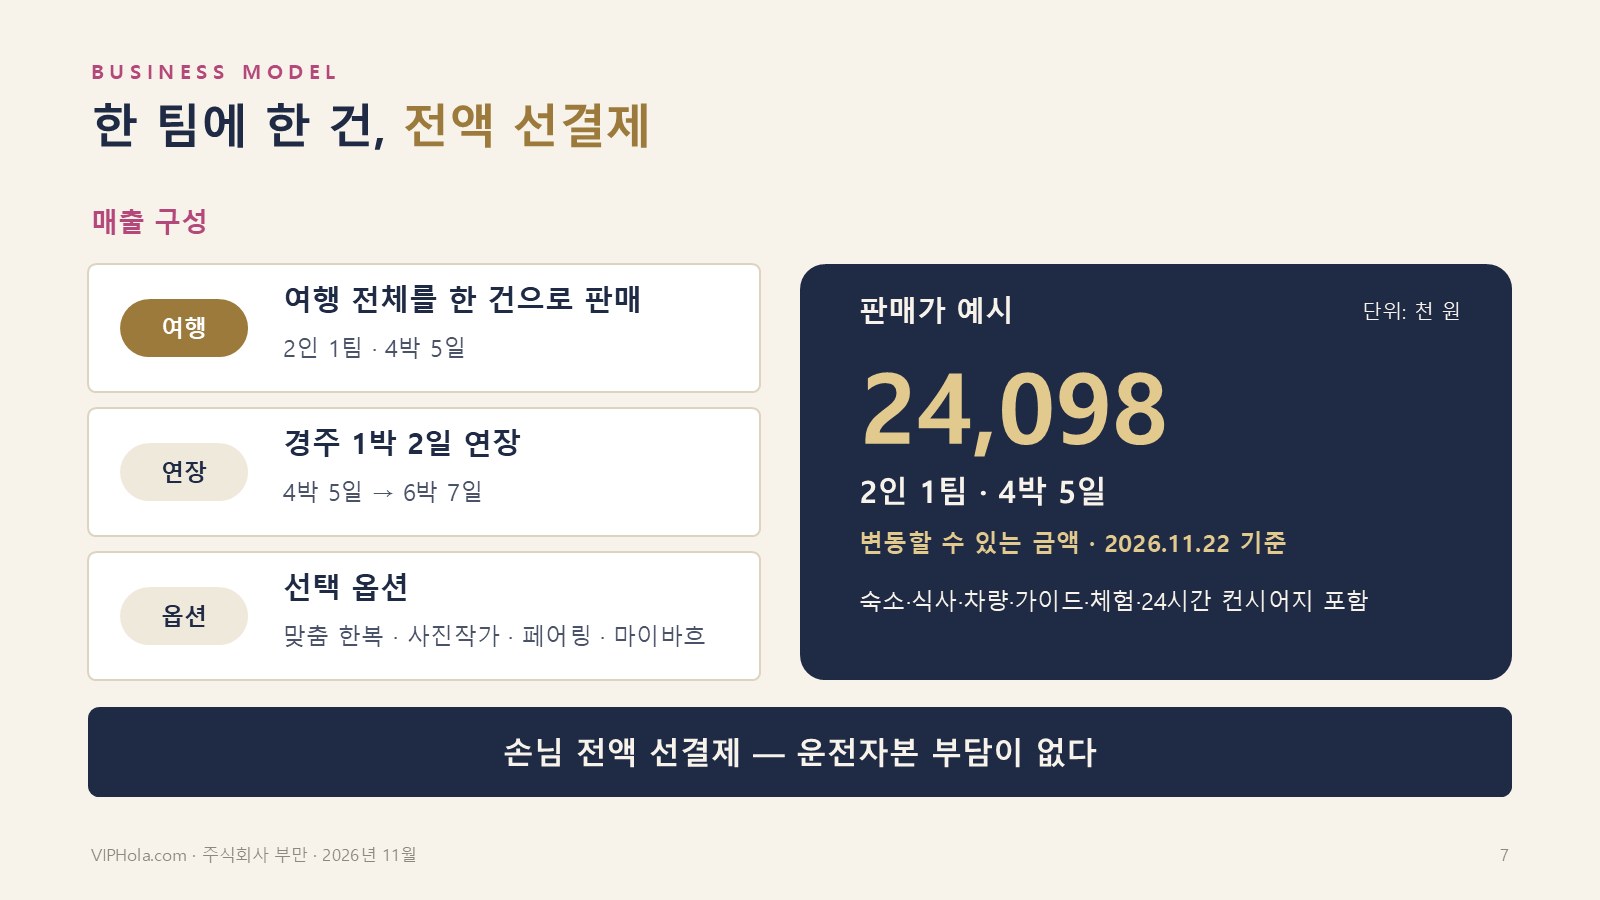 BUSINESS MODEL
한 팀에 한 건, 전액 선결제
매출 구성
여행
여행 전체를 한 건으로 판매
2인 1팀 · 4박 5일
연장
경주 1박 2일 연장
4박 5일 → 6박 7일
옵션
선택 옵션
맞춤 한복 · 사진작가 · 페어링 · 마이바흐
판매가 예시
단위: 천 원
24,098
2인 1팀 · 4박 5일
변동할 수 있는 금액 · 2026.11.22 기준
숙소·식사·차량·가이드·체험·24시간 컨시어지 포함
손님 전액 선결제 — 운전자본 부담이 없다
VIPHola.com · 주식회사 부만 · 2026년 11월
7